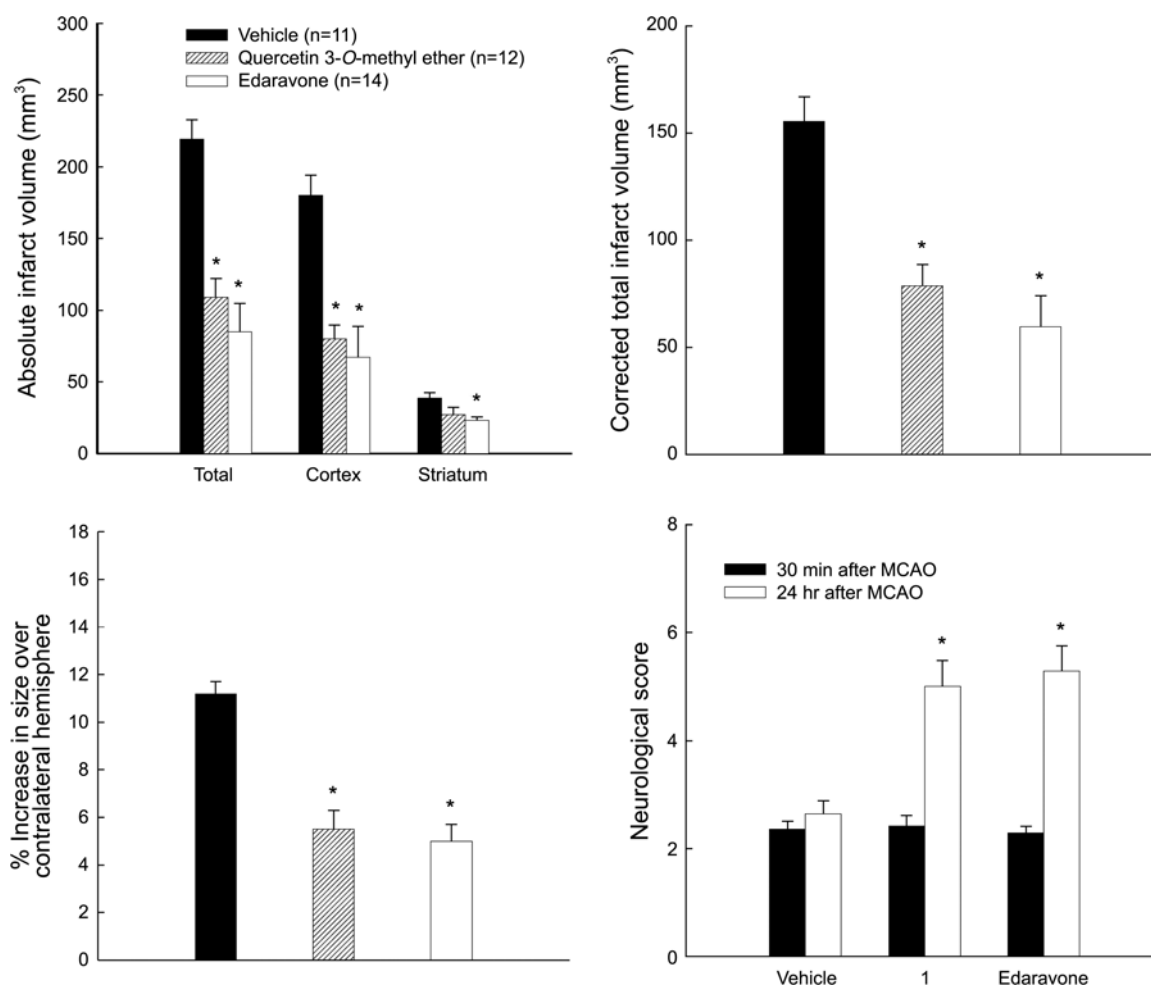 Absolute infarct volume (mm³)
300
250
200
150
100
50
0
Vehicle (n=11)
Quercetin 3-O-methyl ether (n=12)
Edaravone (n=14)
* * * * *
Total Cortex Striatum
Corrected total infarct volume (mm³)
200
150
100
50
0
* *
% Increase in size over
contralateral hemisphere
18
16
14
12
10
8
6
4
2
0
* *
Neurological score
8
6
4
2
0
30 min after MCAO
24 hr after MCAO
* *
Vehicle 1 Edaravone